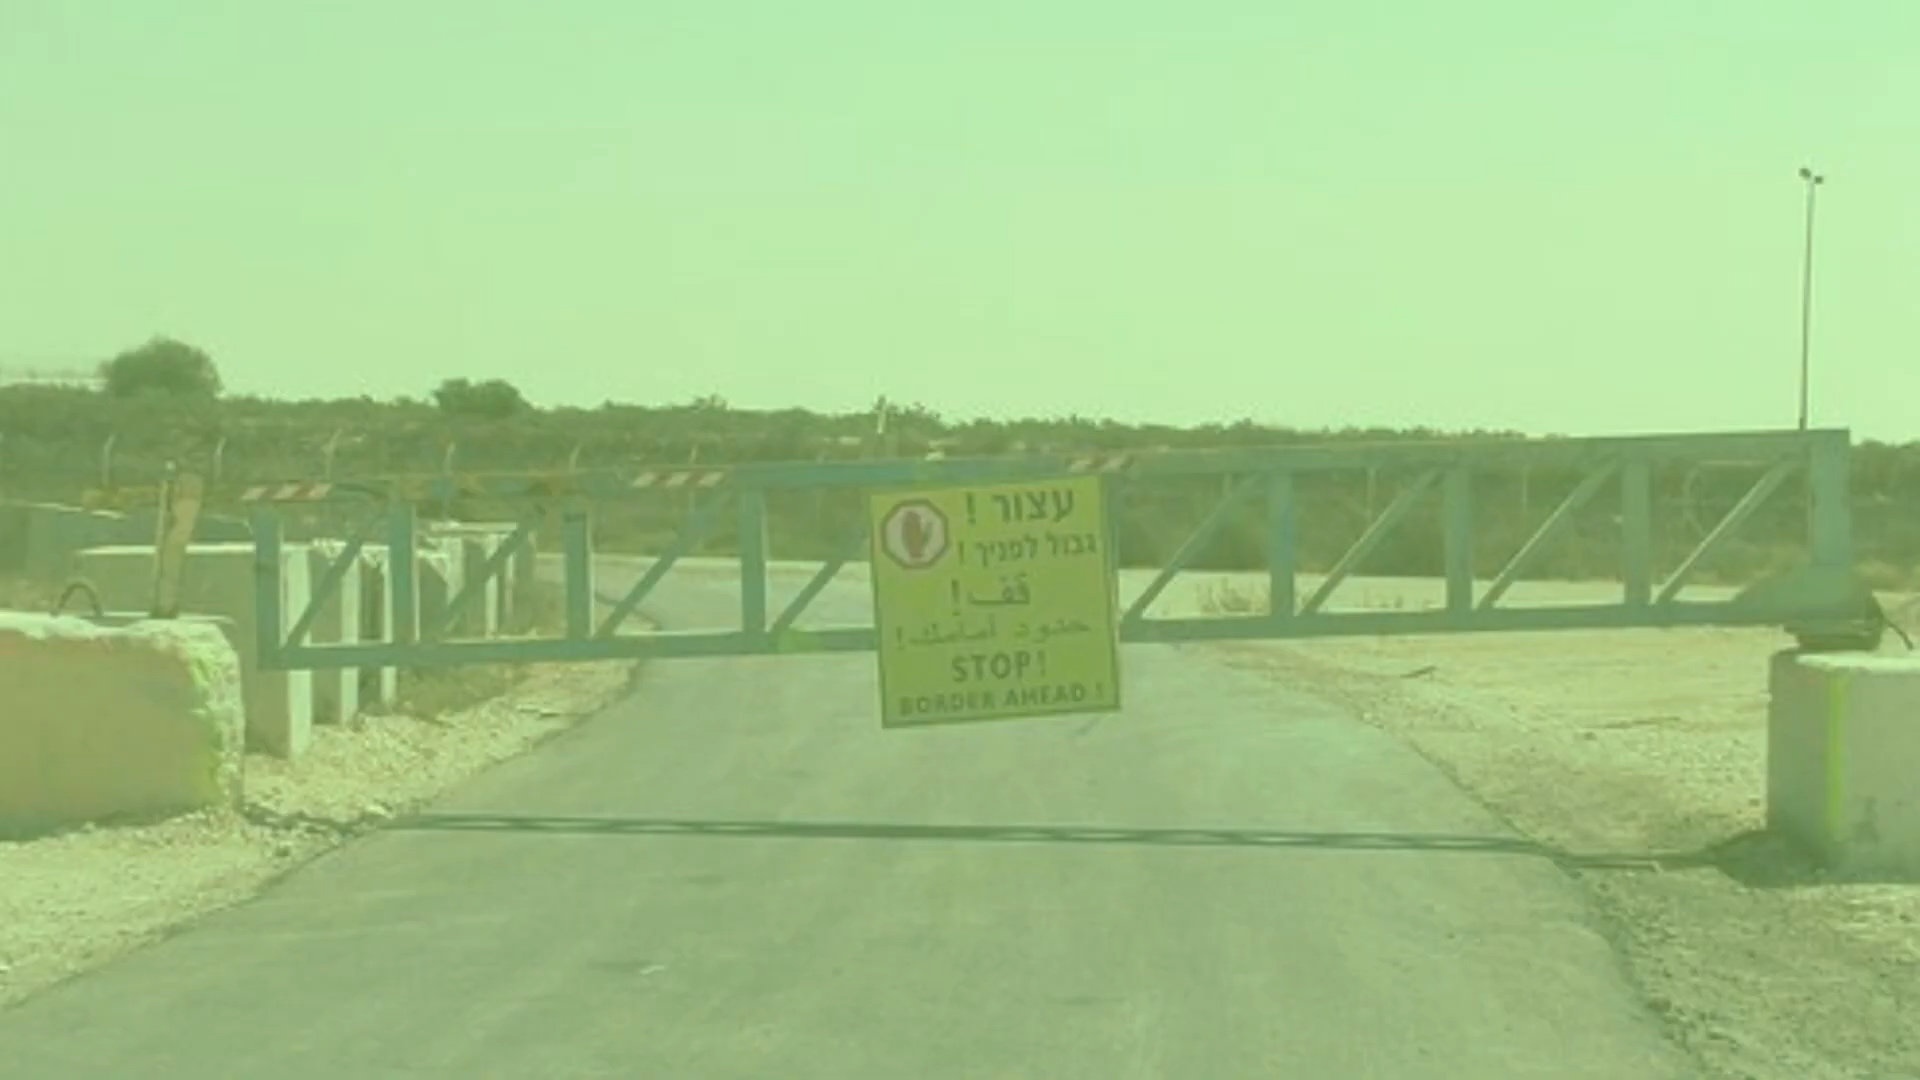 עצור !
גבול לפניך !
قف !
حدود أمامك !
STOP!
BORDER AHEAD !